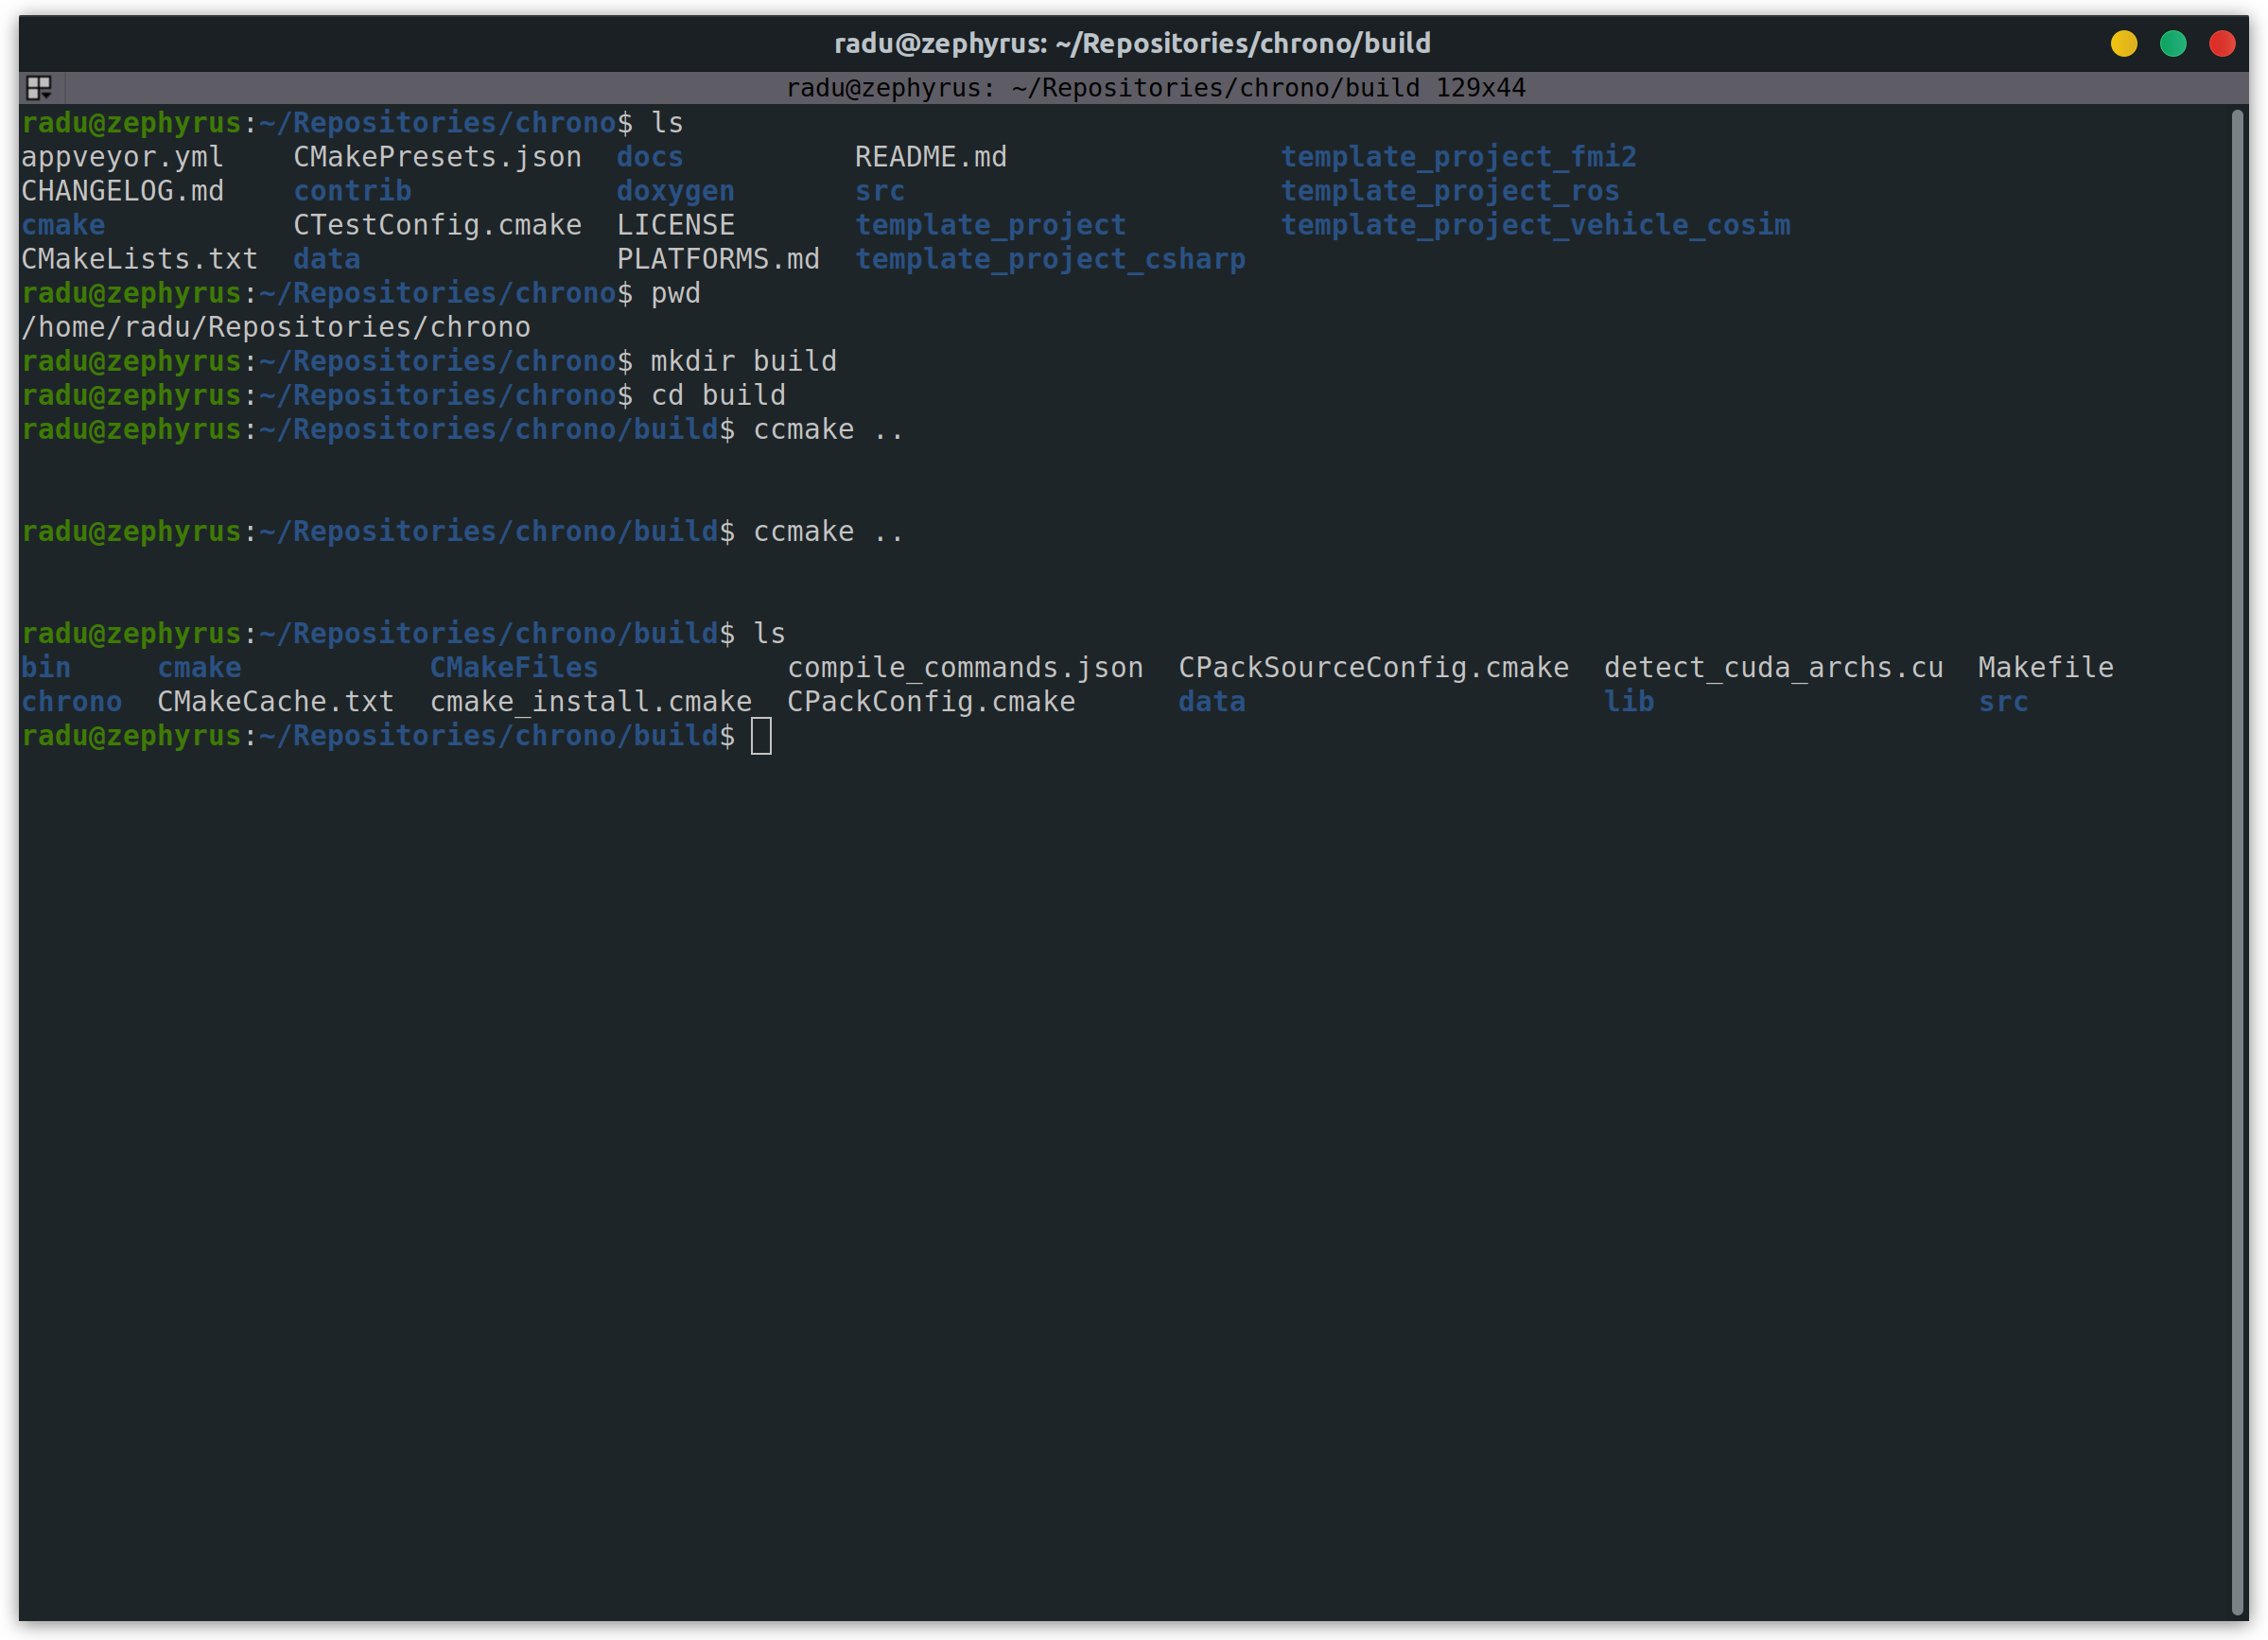 radu@zephyrus: ~/Repositories/chrono/build
radu@zephyrus: ~/Repositories/chrono/build 129x44
radu@zephyrus:~/Repositories/chrono$ ls
appveyor.yml    CMakePresets.json  docs          README.md                template_project_fmi2
CHANGELOG.md    contrib            doxygen       src                      template_project_ros
cmake           CTestConfig.cmake  LICENSE       template_project         template_project_vehicle_cosim
CMakeLists.txt  data               PLATFORMS.md  template_project_csharp
radu@zephyrus:~/Repositories/chrono$ pwd
/home/radu/Repositories/chrono
radu@zephyrus:~/Repositories/chrono$ mkdir build
radu@zephyrus:~/Repositories/chrono$ cd build
radu@zephyrus:~/Repositories/chrono/build$ ccmake ..
radu@zephyrus:~/Repositories/chrono/build$ ccmake ..
radu@zephyrus:~/Repositories/chrono/build$ ls
bin     cmake           CMakeFiles           compile_commands.json  CPackSourceConfig.cmake  detect_cuda_archs.cu  Makefile
chrono  CMakeCache.txt  cmake_install.cmake  CPackConfig.cmake      data                     lib                   src
radu@zephyrus:~/Repositories/chrono/build$